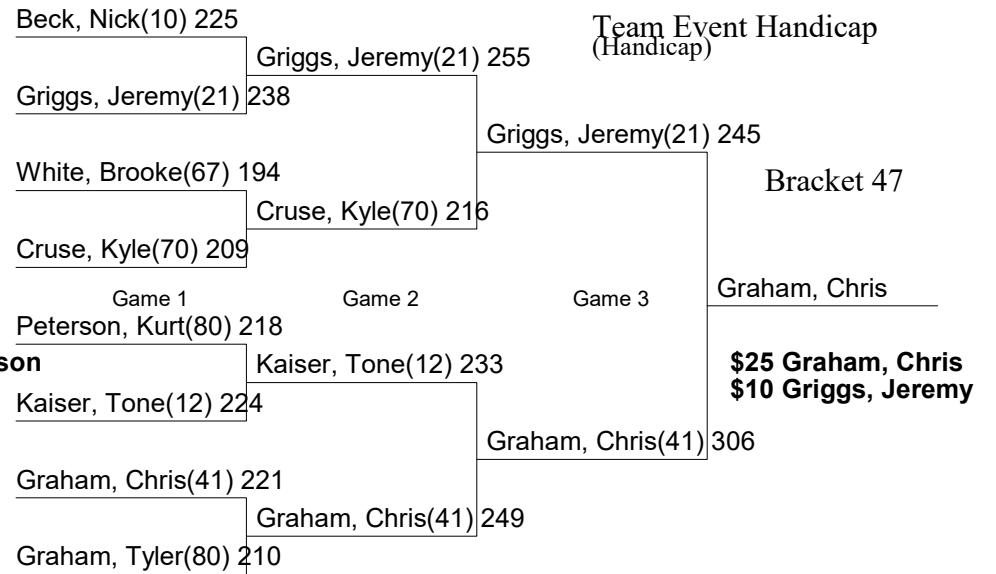 Beck, Nick(10) 225
Team Event Handicap
(Handicap)
Griggs, Jeremy(21) 255
Griggs, Jeremy(21) 238
Griggs, Jeremy(21) 245
White, Brooke(67) 194
Bracket 47
Cruse, Kyle(70) 216
Cruse, Kyle(70) 209
Game 1
Game 2
Game 3
Graham, Chris
Peterson, Kurt(80) 218
son
Kaiser, Tone(12) 233
$25 Graham, Chris
$10 Griggs, Jeremy
Kaiser, Tone(12) 224
Graham, Chris(41) 306
Graham, Chris(41) 221
Graham, Chris(41) 249
Graham, Tyler(80) 210